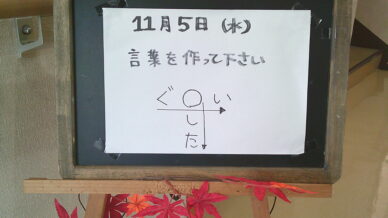 11月5日(水)
言葉を作って下さい
ぐ○い
し
た